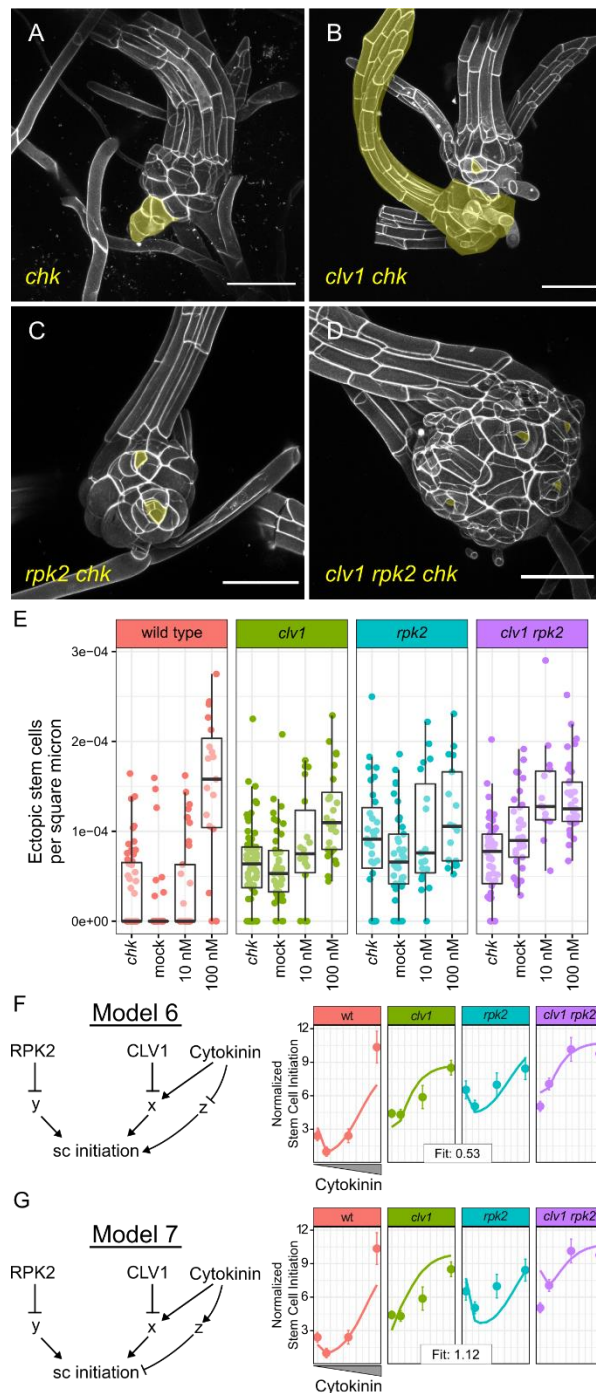 A
B
chk
clv1 chk
C
D
rpk2 chk
clv1 rpk2 chk
E
wild type
clv1
rpk2
clv1 rpk2
Ectopic stem cells
per square micron
3e−04
2e−04
1e−04
0e+00
chk
mock
10 nM
100 nM
chk
mock
10 nM
100 nM
chk
mock
10 nM
100 nM
chk
mock
10 nM
100 nM
F
Model 6
RPK2
CLV1
Cytokinin
y
x
z
sc initiation
Normalized
Stem Cell Initiation
12
9
6
3
wt
clv1
rpk2
clv1 rpk2
Fit: 0.53
Cytokinin
G
Model 7
RPK2
CLV1
Cytokinin
y
x
z
sc initiation
Normalized
Stem Cell Initiation
12
9
6
3
wt
clv1
rpk2
clv1 rpk2
Fit: 1.12
Cytokinin